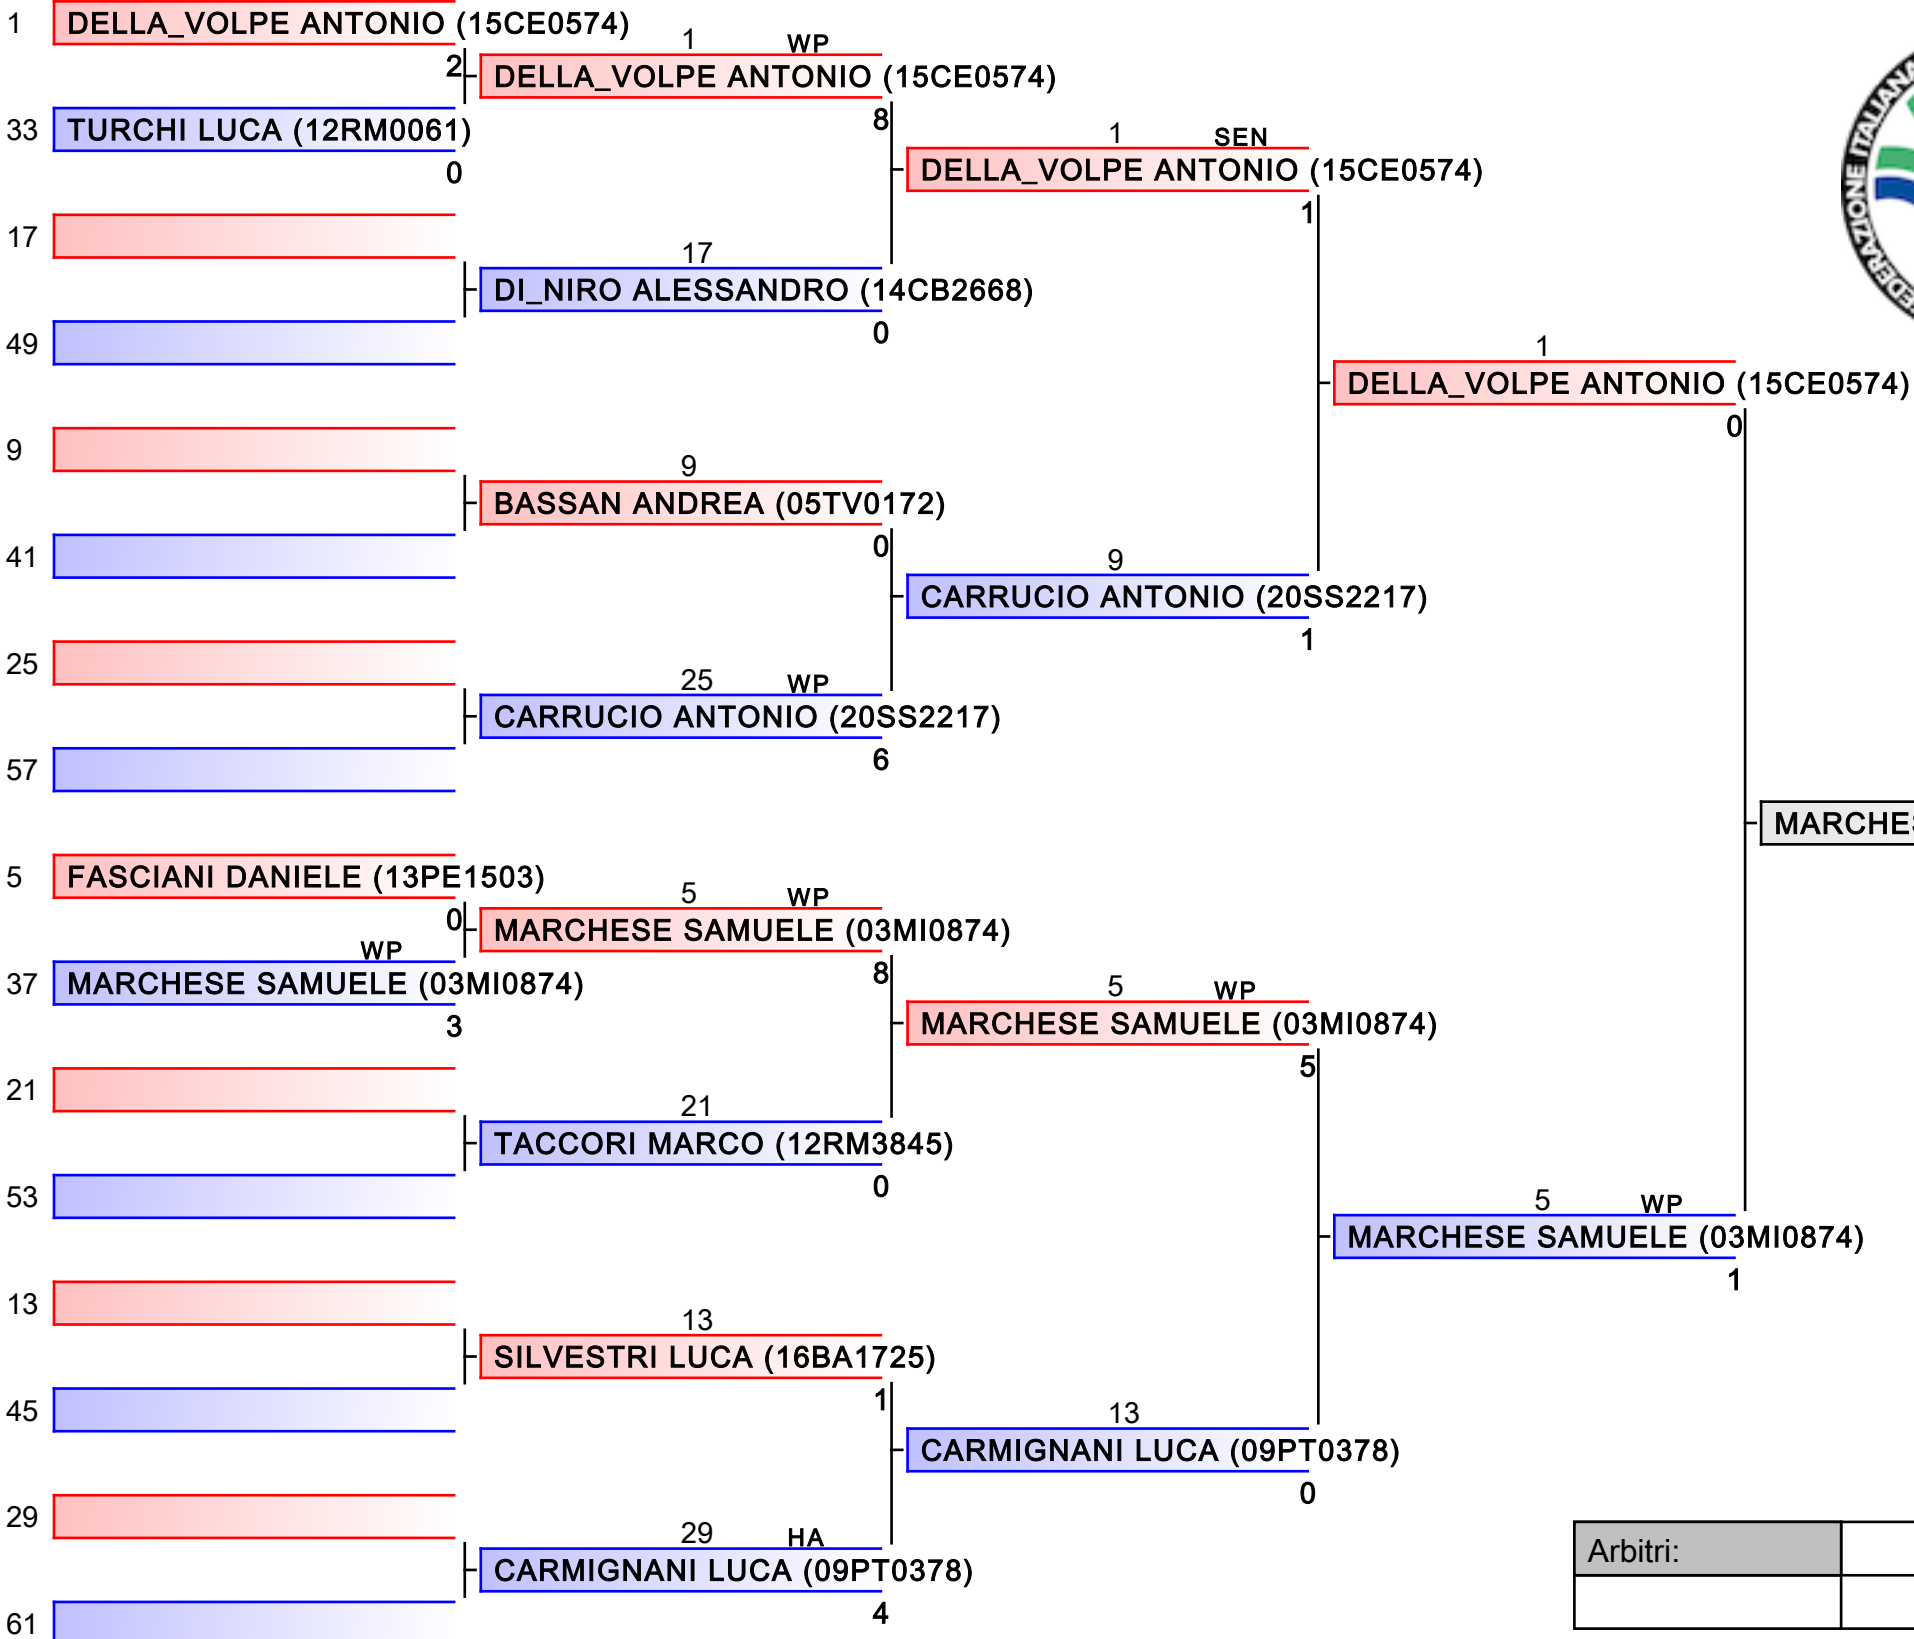 1 DELLA_VOLPE ANTONIO (15CE0574)
2
1 WP
DELLA_VOLPE ANTONIO (15CE0574)
8
33 TURCHI LUCA (12RM0061)
0
1 SEN
DELLA_VOLPE ANTONIO (15CE0574)
1
17
17
DI_NIRO ALESSANDRO (14CB2668)
0
49
1
DELLA_VOLPE ANTONIO (15CE0574)
0
9
9
BASSAN ANDREA (05TV0172)
0
41
9
CARRUCIO ANTONIO (20SS2217)
1
25
25 WP
CARRUCIO ANTONIO (20SS2217)
6
57
5 FASCIANI DANIELE (13PE1503)
0
5 WP
MARCHESE SAMUELE (03MI0874)
8
WP
37 MARCHESE SAMUELE (03MI0874)
3
5 WP
MARCHESE SAMUELE (03MI0874)
5
21
21
TACCORI MARCO (12RM3845)
0
53
5 WP
MARCHESE SAMUELE (03MI0874)
1
13
13
SILVESTRI LUCA (16BA1725)
1
45
13
CARMIGNANI LUCA (09PT0378)
0
29
29 HA
CARMIGNANI LUCA (09PT0378)
4
61
FEDERAZIONE ITALIANA
Arbitri: